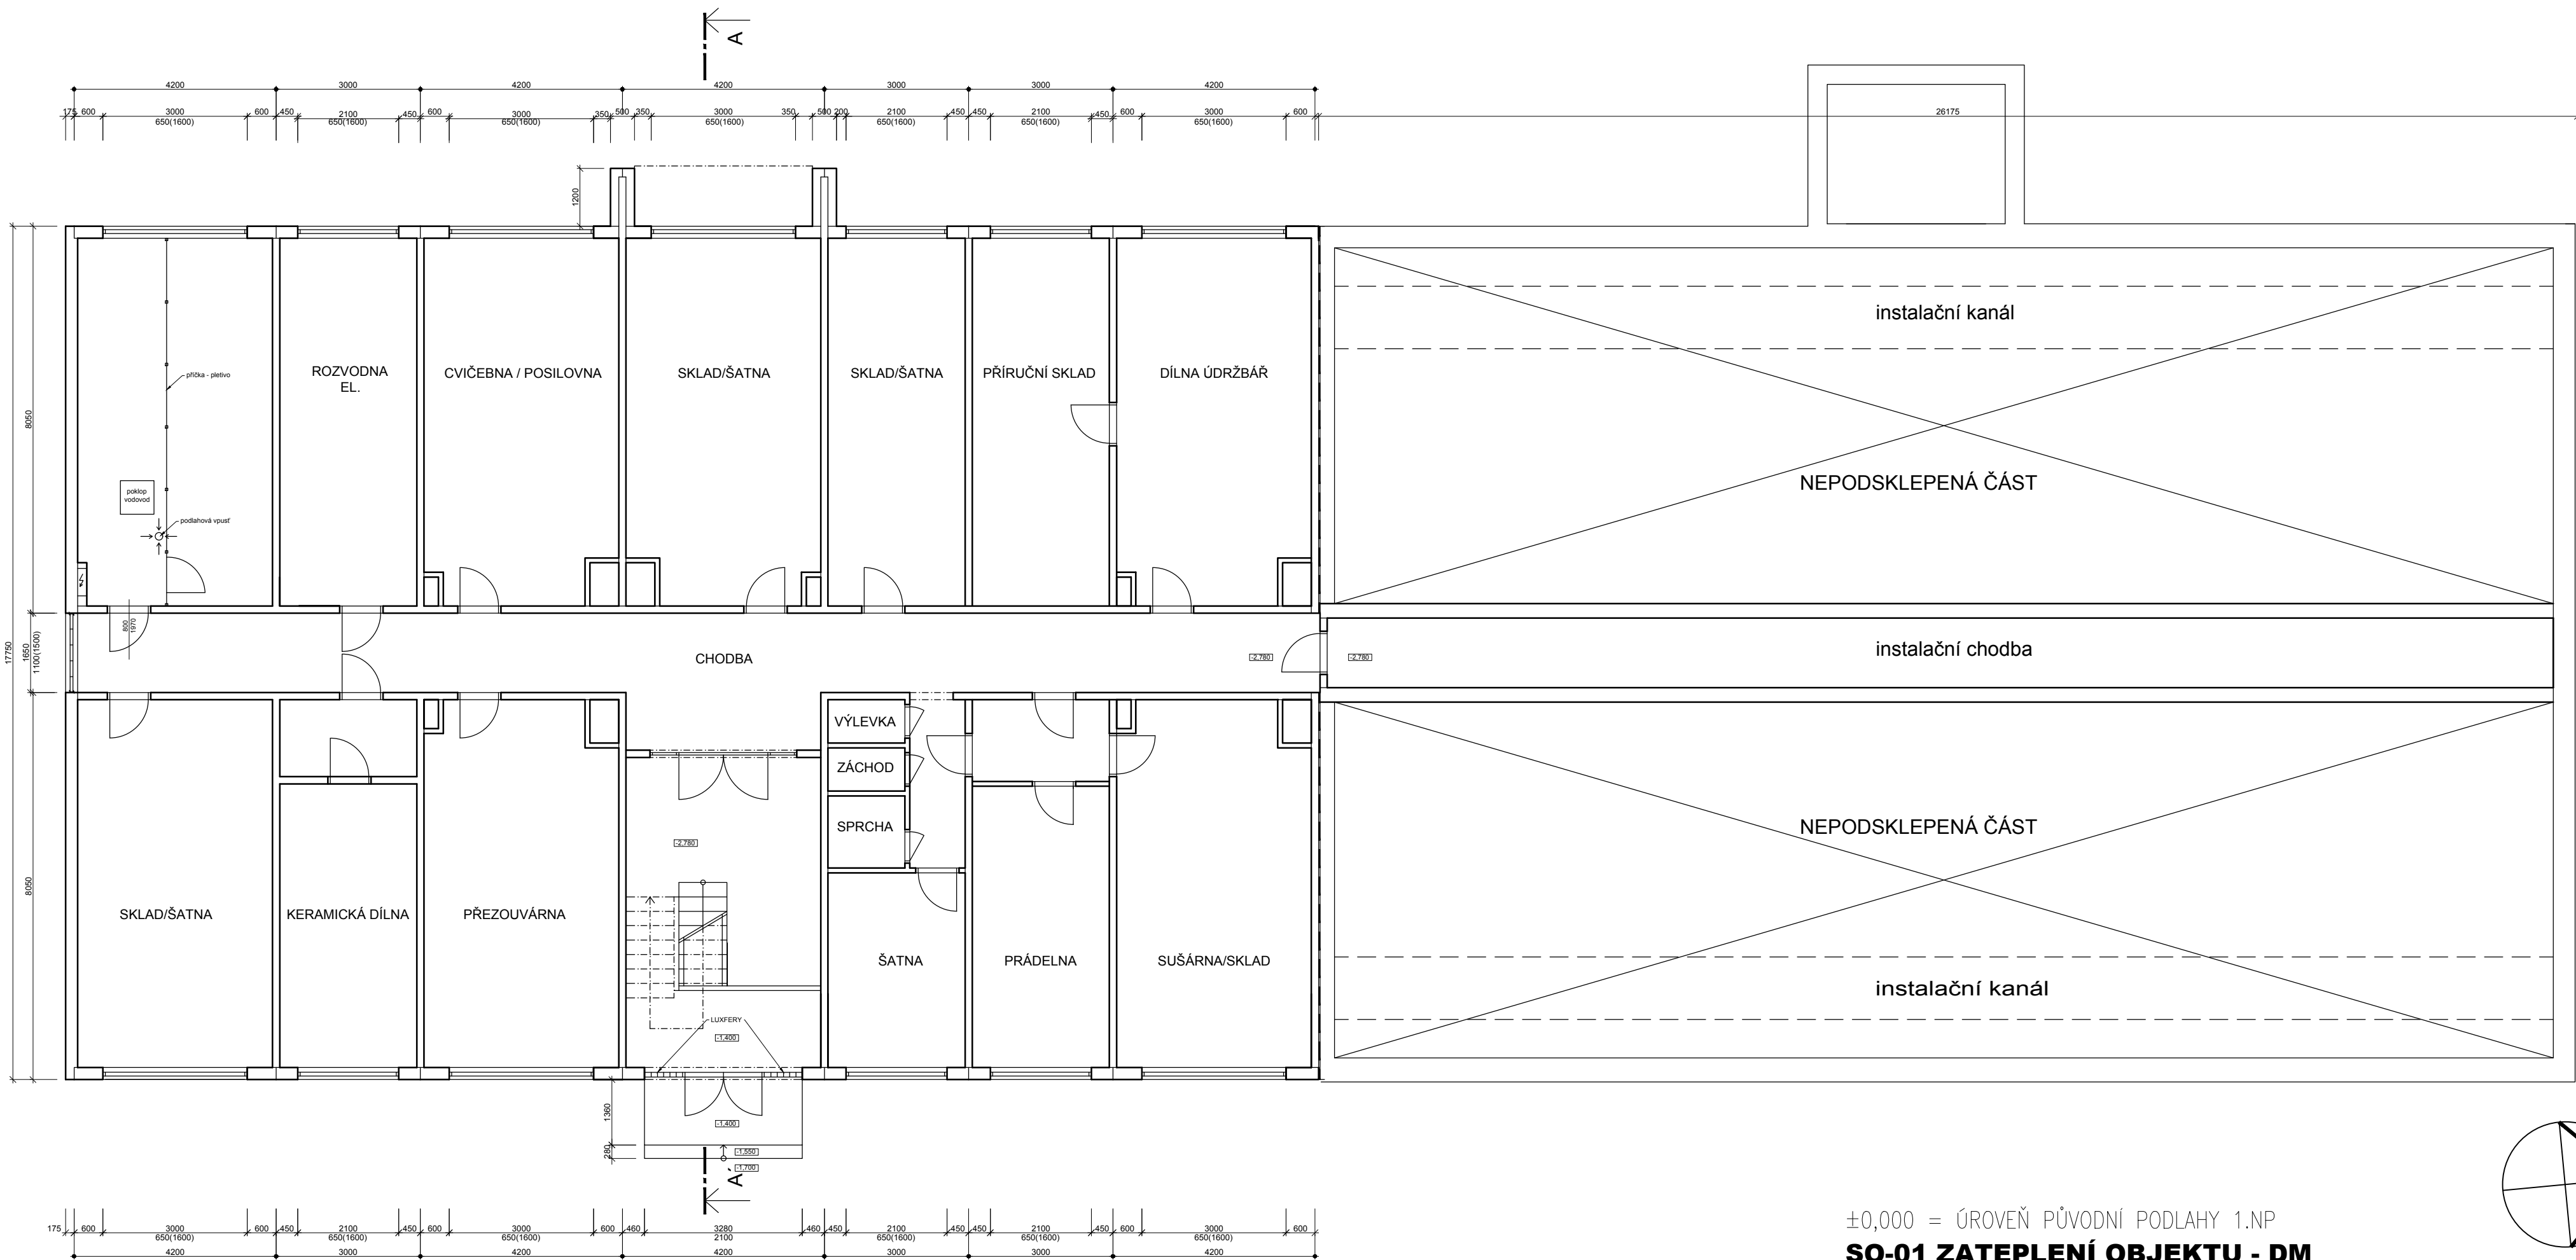 A
4200 3000 4200 4200 3000 3000 4200
175 600 3000 600 450 2100 450 600 3000 350 500 350 3000 350 500 200 2100 450 450 2100 450 600 3000 600 26175
650(1600) 650(1600) 650(1600) 650(1600) 650(1600) 650(1600) 650(1600)
1200
instalační kanál
ROZVODNA
EL.
CVIČEBNA / POSILOVNA
SKLAD/ŠATNA
SKLAD/ŠATNA
PŘÍRUČNÍ SKLAD
DÍLNA ÚDRŽBÁŘ
příčka - pletivo
8050
NEPODSKLEPENÁ ČÁST
poklop
vodovod
podlahová vpusť
800
1970
17750
1650
1100(1500)
CHODBA
-2,780
-2,780
instalační chodba
VÝLEVKA
ZÁCHOD
SPRCHA
-2,780
NEPODSKLEPENÁ ČÁST
8050
SKLAD/ŠATNA
KERAMICKÁ DÍLNA
PŘEZOUVÁRNA
ŠATNA
PRÁDELNA
SUŠÁRNA/SKLAD
instalační kanál
LUXFERY
-1,400
1360
-1,400
280
-1,550
-1,700
A'
175 600 3000 600 450 2100 450 600 3000 600 460 3280 460 450 2100 450 450 2100 450 600 3000 600
650(1600) 650(1600) 650(1600) 2100 650(1600) 650(1600) 650(1600)
4200 3000 4200 4200 3000 3000 4200
±0,000 = ÚROVEŇ PŮVODNÍ PODLAHY 1.NP
SO-01 ZATEPLENÍ OBJEKTU - DM